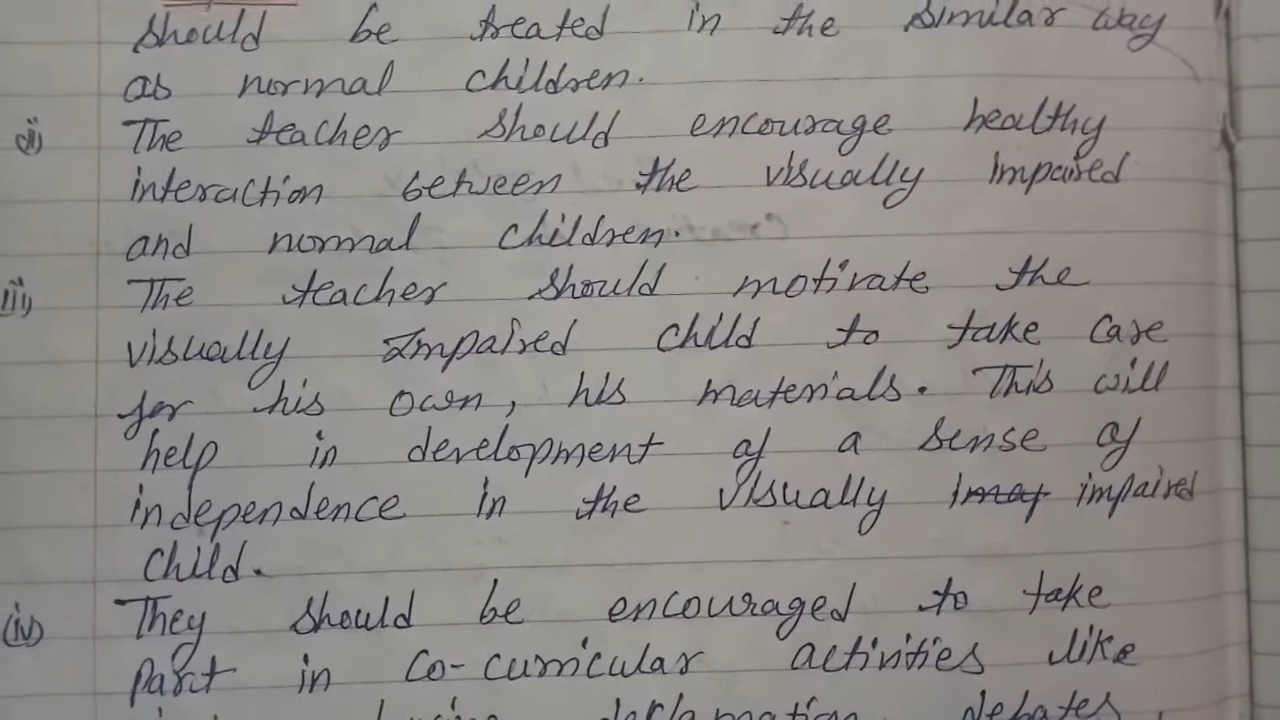 should be treated in the similar way
as normal children.
ii) The teacher should encourage healthy
interaction between the visually impaired
and normal children.
iii) The teacher should motivate the
visually Impaired child to take care
for his own, his materials. This will
help in development of a sense of
independence in the visually imaf impaired
child.
(iv) They should be encouraged to take
Part in Co-curricular activities like
declamation, debates,